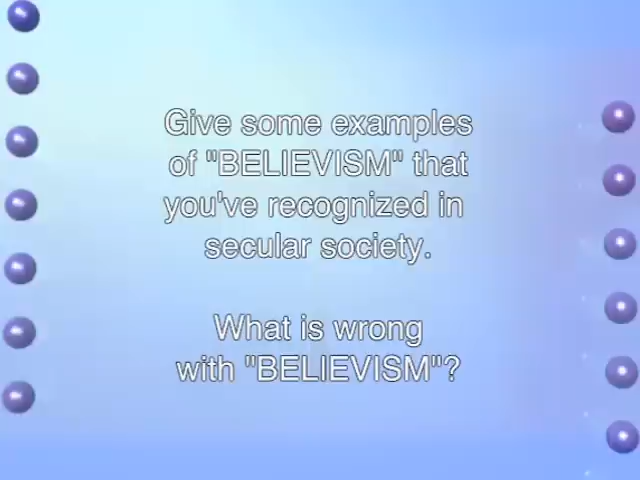 Give some examples
of "BELIEVISM" that
you've recognized in
secular society.
What is wrong
with "BELIEVISM"?